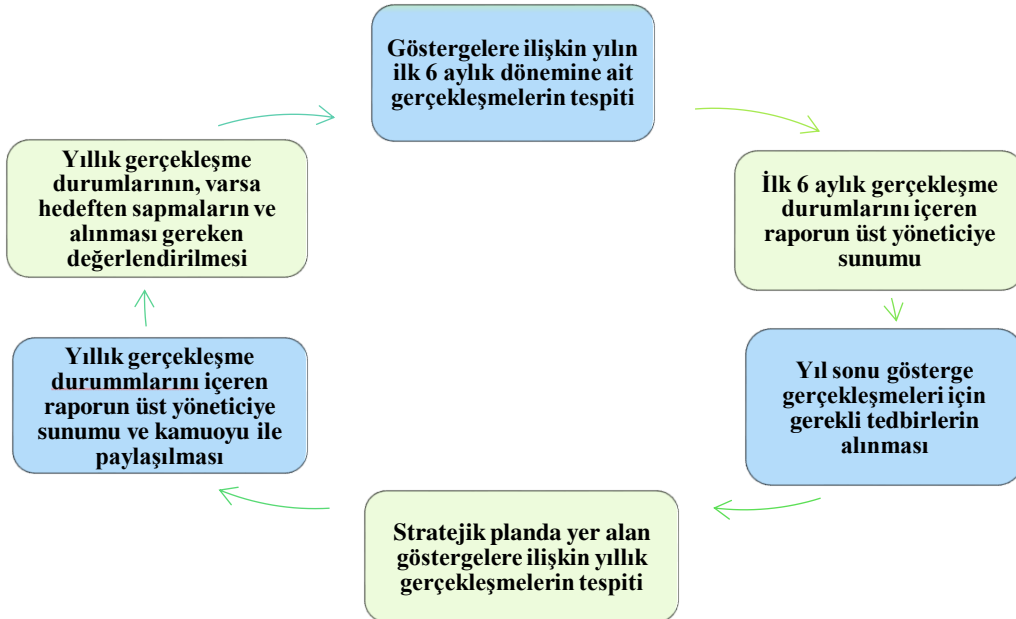 Göstergelere ilişkin yılın
ilk 6 aylık dönemine ait
gerçekleşmelerin tespiti
İlk 6 aylık gerçekleşme
durumlarını içeren
raporun üst yöneticiye
sunumu
Yıl sonu gösterge
gerçekleşmeleri için
gerekli tedbirlerin
alınması
Stratejik planda yer alan
göstergelere ilişkin yıllık
gerçekleşmelerin tespiti
Yıllık gerçekleşme
durummlarını içeren
raporun üst yöneticiye
sunumu ve kamuoyu ile
paylaşılması
Yıllık gerçekleşme
durumlarının, varsa
hedeften sapmaların ve
alınması gereken
değerlendirilmesi